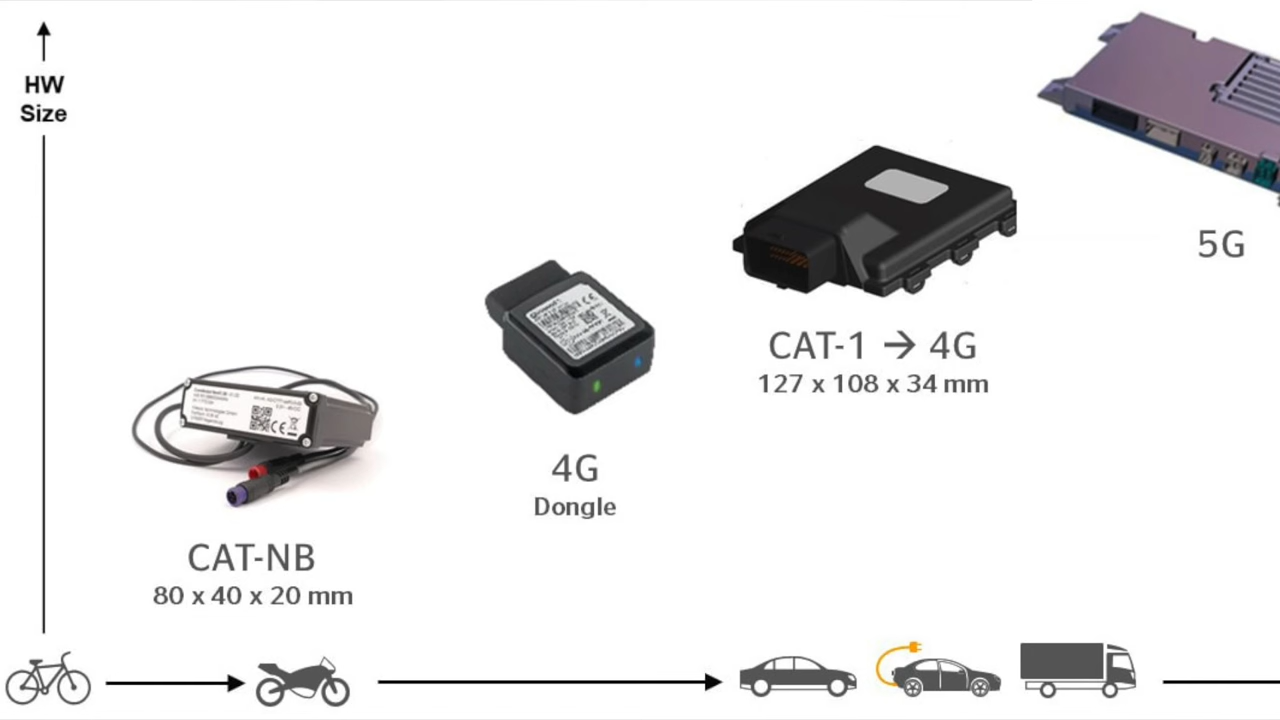 HW
Size
5G
CAT-1 → 4G
127 x 108 x 34 mm
4G
Dongle
CAT-NB
80 x 40 x 20 mm